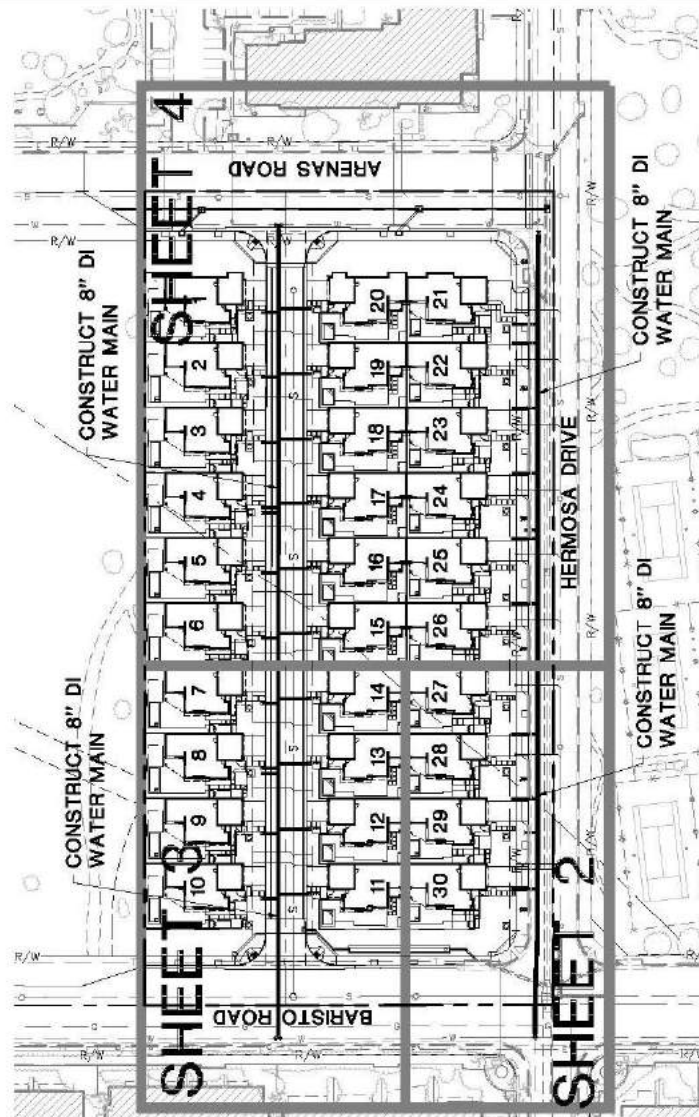 R/W
R/W
R/W
SHEET 4
ARENAS ROAD
R/W
R/W
R/W
CONSTRUCT 8" DI
WATER MAIN
CONSTRUCT 8" DI
WATER MAIN
1
2
3
4
5
6
7
8
9
10
20
19
18
17
16
15
14
13
12
11
21
22
23
24
25
26
27
28
29
30
S
S
S
R/W
R/W
HERMOSA DRIVE
R/W
R/W
R/W
CONSTRUCT 8" DI
WATER MAIN
CONSTRUCT 8" DI
WATER MAIN
SHEET 3
SHEET 2
BARISTO ROAD
R/W
R/W
R/W
R/W